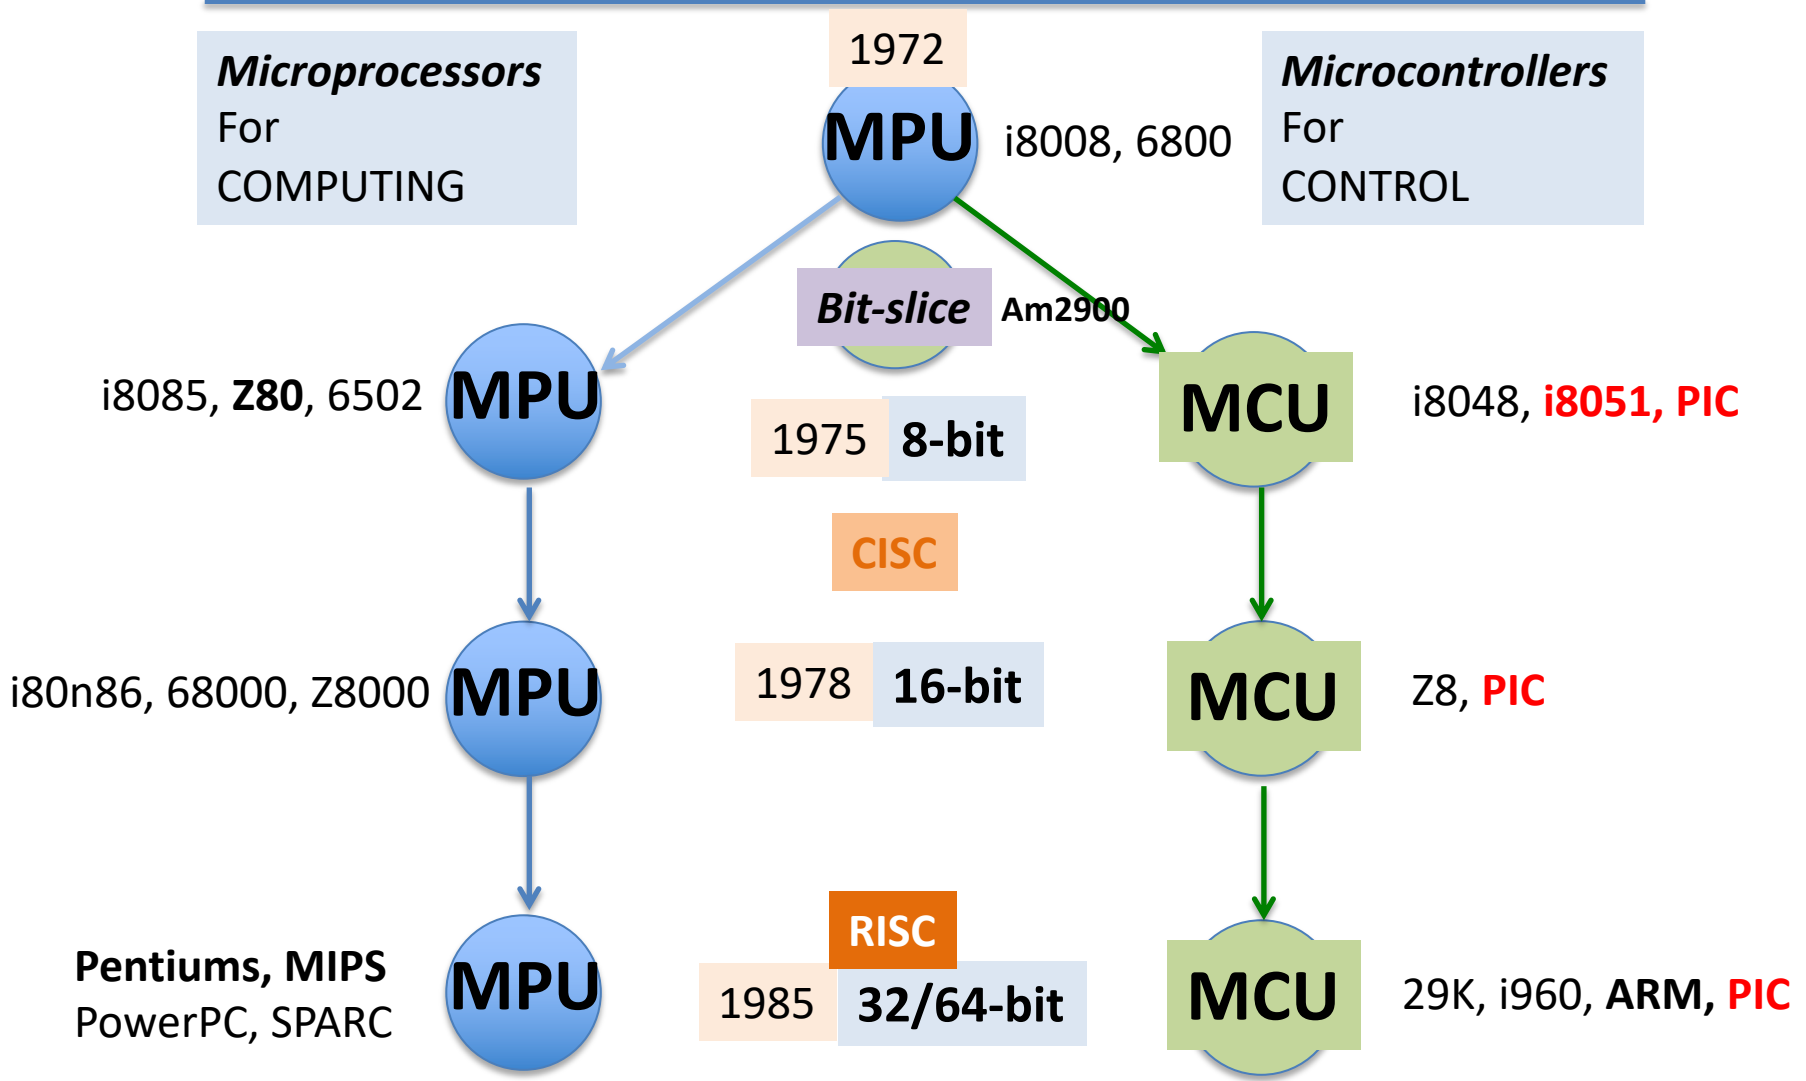 1972
Microprocessors
For
COMPUTING
MPU
i8008, 6800
Microcontrollers
For
CONTROL
Bit-slice
Am2900
i8085, Z80, 6502
MPU
1975
8-bit
MCU
i8048, i8051, PIC
CISC
i80n86, 68000, Z8000
MPU
1978
16-bit
MCU
Z8, PIC
RISC
Pentiums, MIPS
PowerPC, SPARC
MPU
1985
32/64-bit
MCU
29K, i960, ARM, PIC